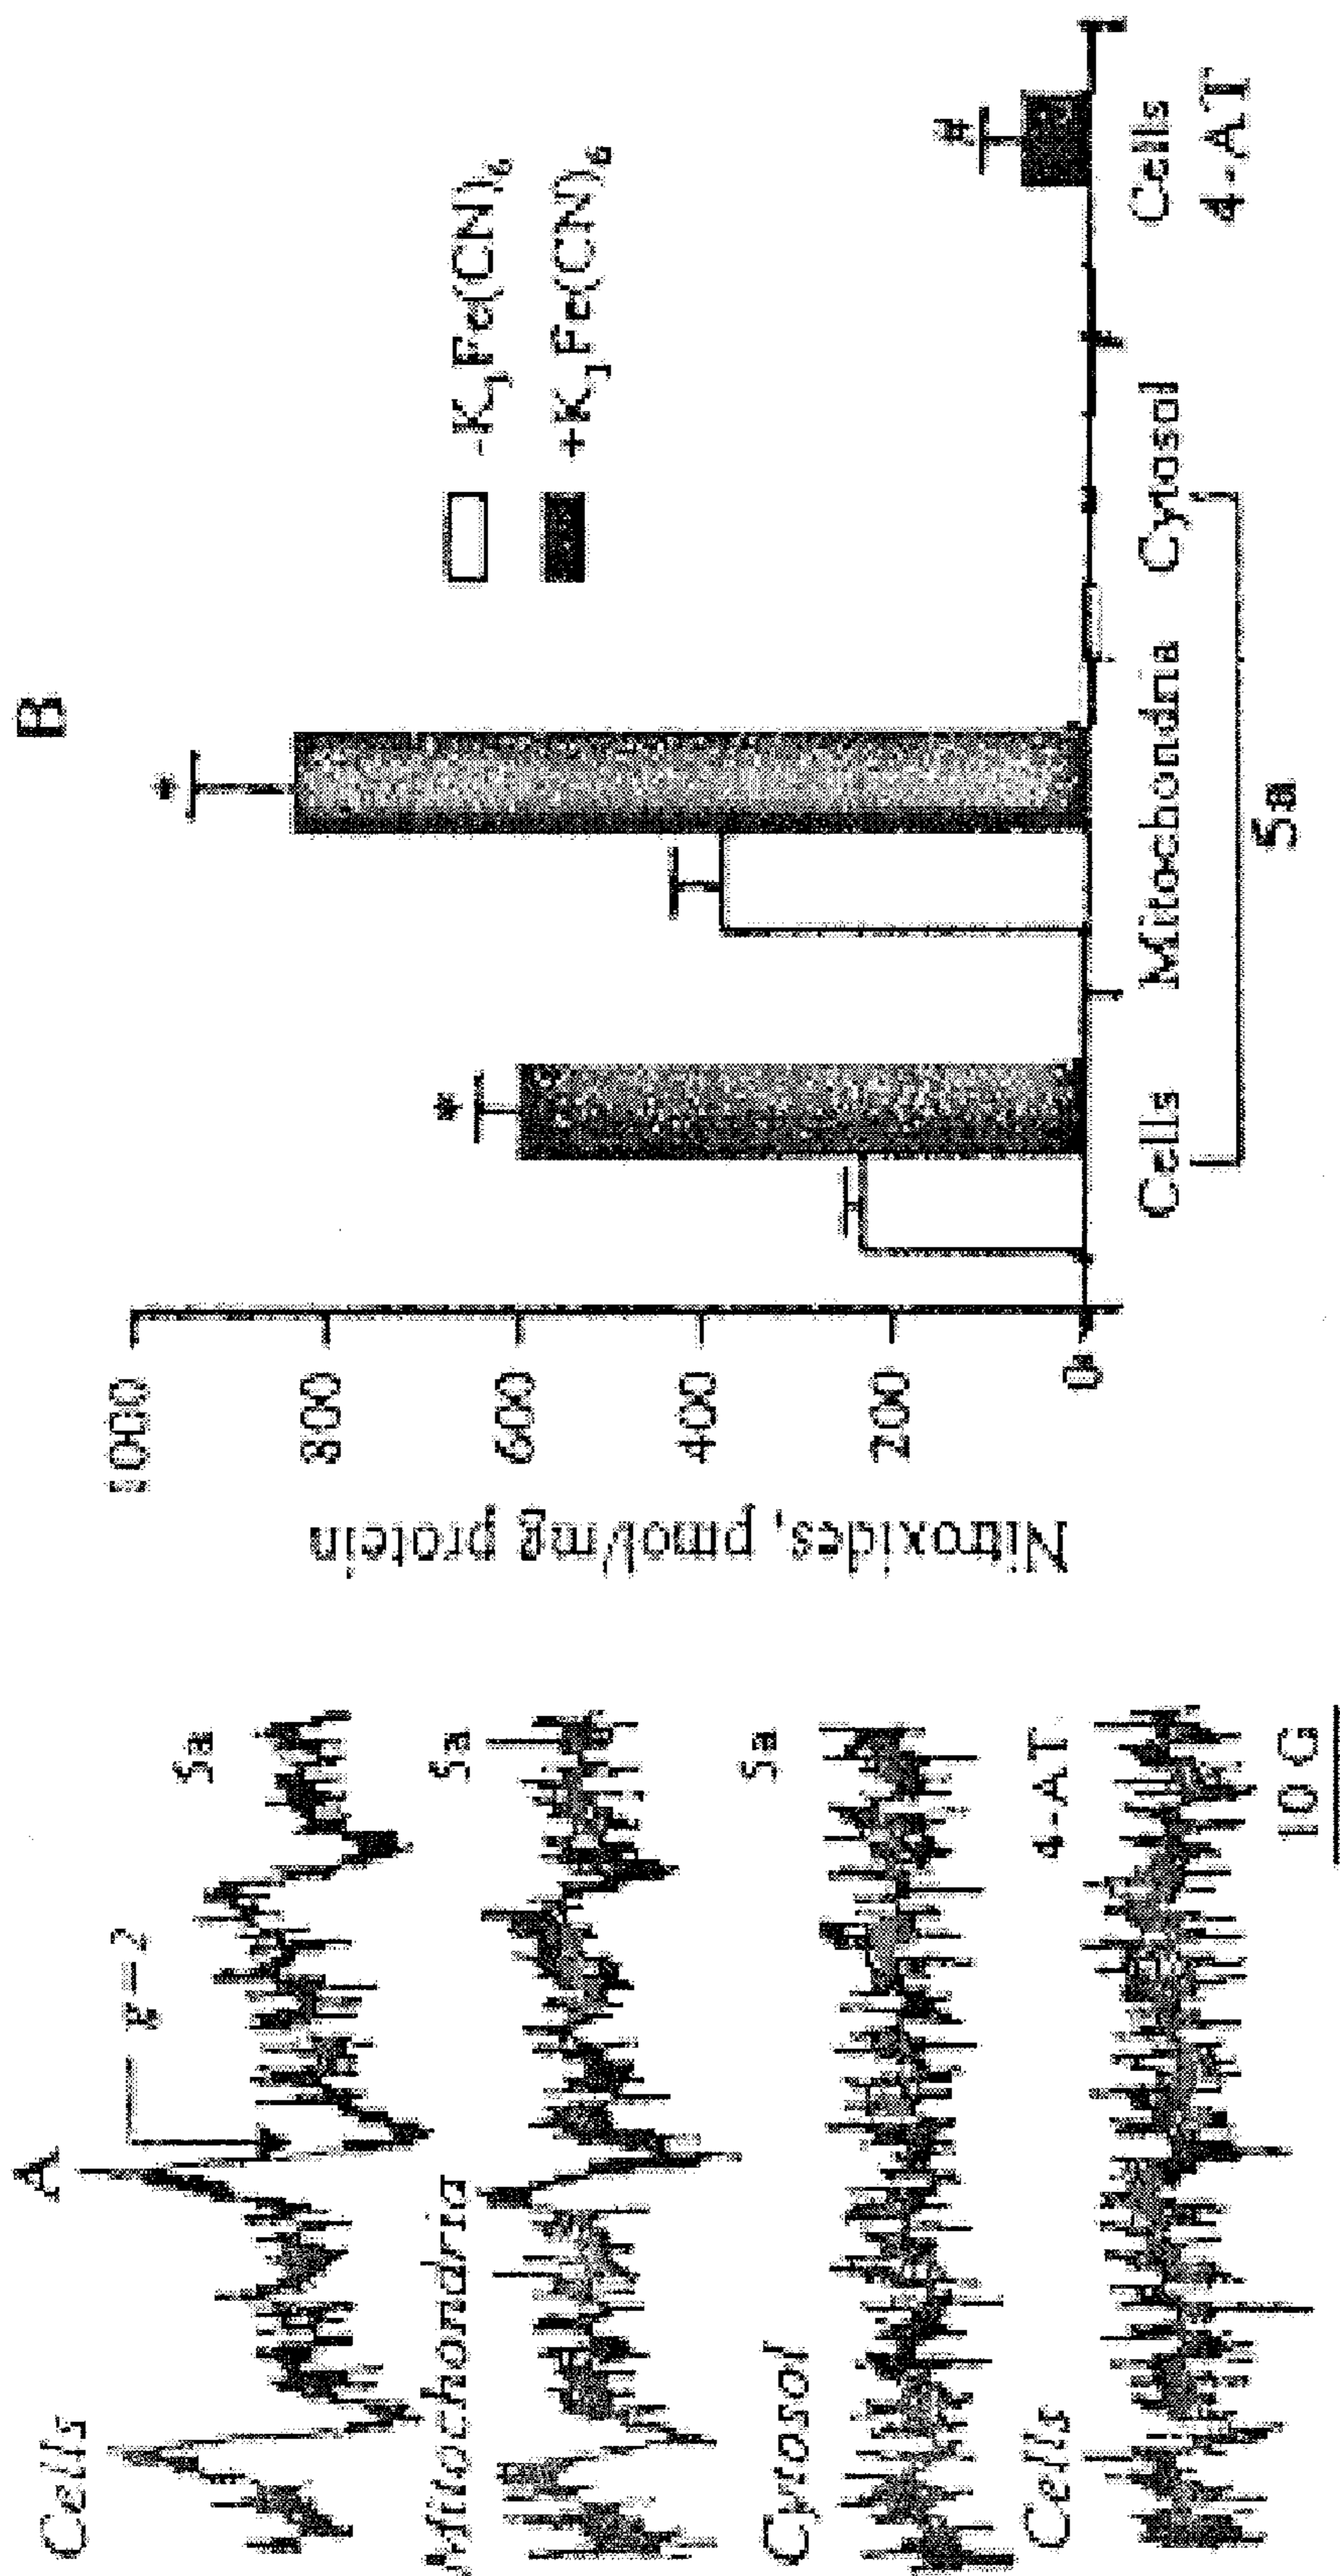 A
Cells
5a
g=2
Mitochondria
5a
Cytosol
5a
Cells
4-AT
10 G
B
Nitroxides, pmol/mg protein
1000
800
600
400
200
0
-K3Fe(CN)6
+K3Fe(CN)6
*
*
#
Cells Mitochondria Cytosol Cells
5a 4-AT